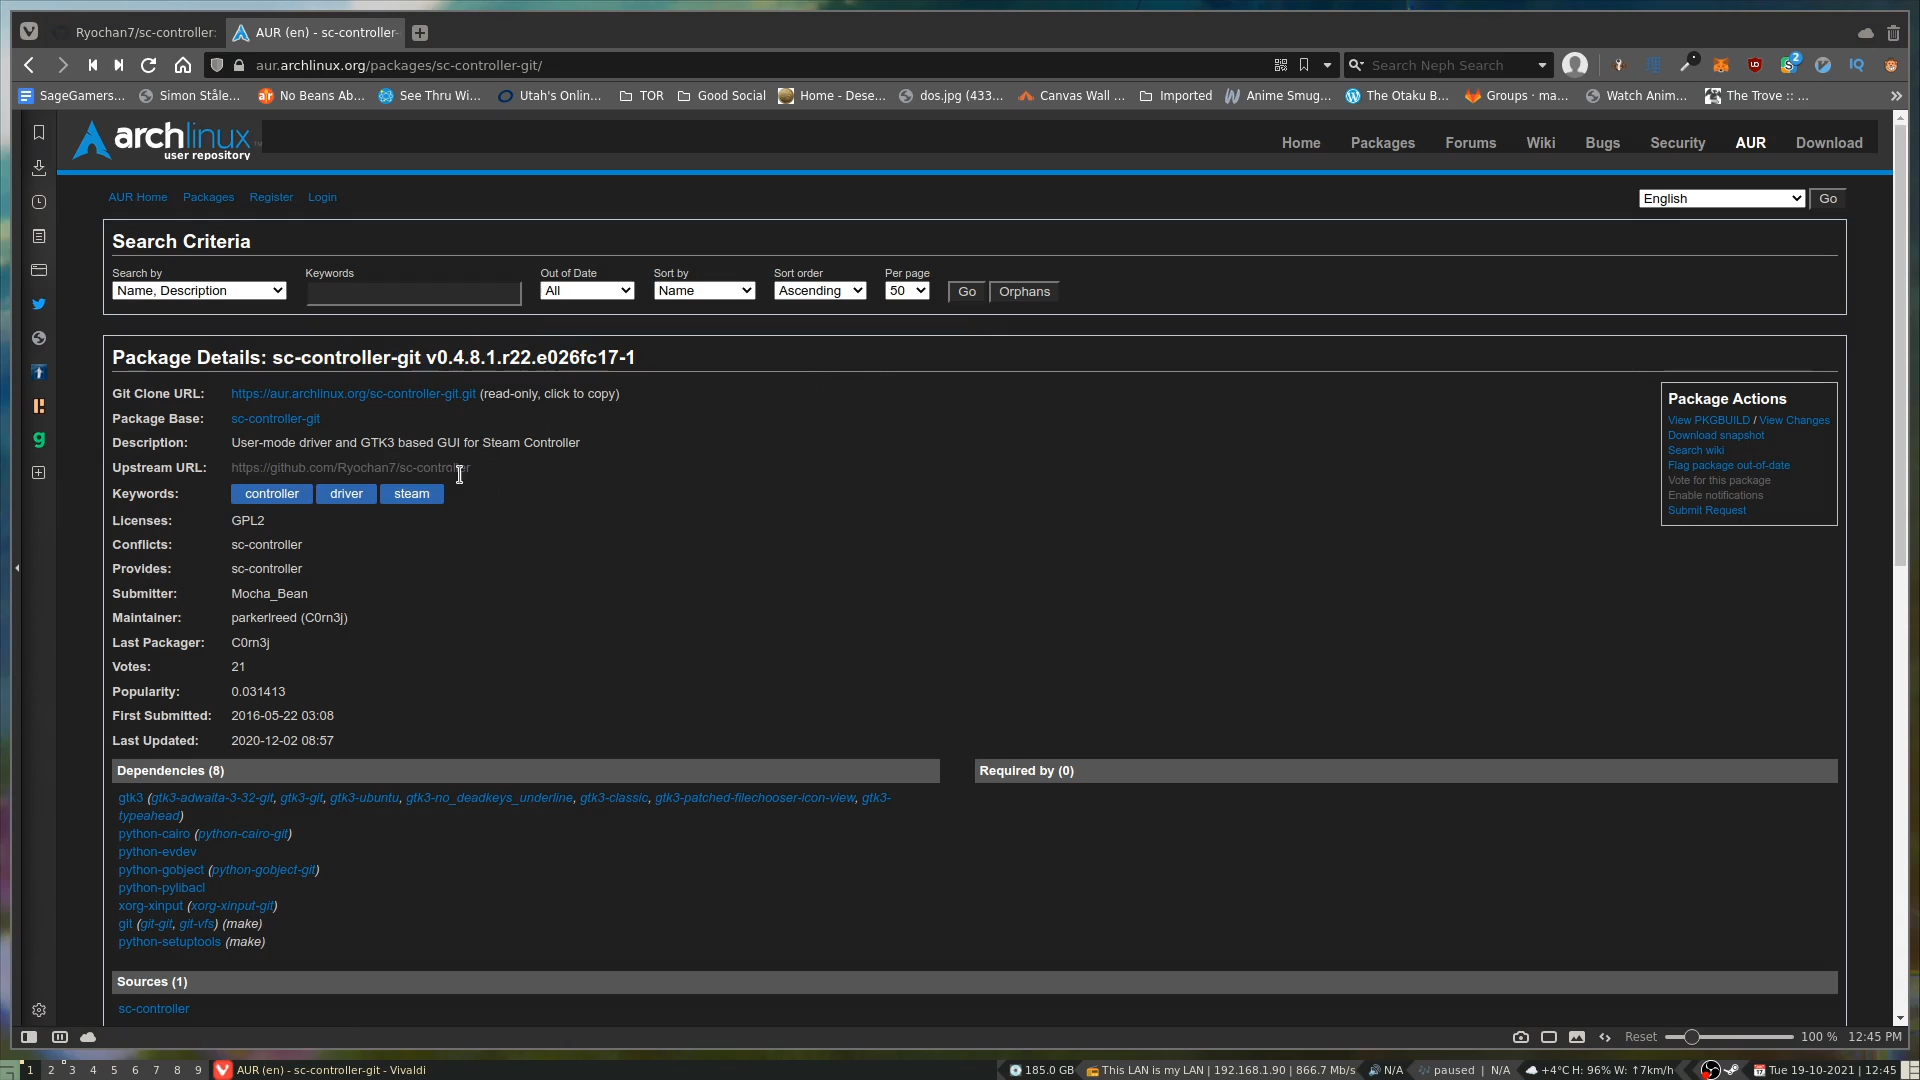 Ryochan7/sc-controller:
AUR (en) - sc-controller-
aur.archlinux.org/packages/sc-controller-git/
Search Neph Search
2
SageGamers...
Simon Ståle...
No Beans Ab...
See Thru Wi...
Utah's Onlin...
TOR
Good Social
Home - Dese...
dos.jpg (433...
Canvas Wall ...
Imported
Anime Smug...
The Otaku B...
Groups · ma...
Watch Anim...
The Trove :: ...
archlinux
user repository
Home
Packages
Forums
Wiki
Bugs
Security
AUR
Download
AUR Home
Packages
Register
Login
English
Go
Search Criteria
Search by
Keywords
Out of Date
Sort by
Sort order
Per page
Name, Description
All
Name
Ascending
50
Go
Orphans
Package Details: sc-controller-git v0.4.8.1.r22.e026fc17-1
Git Clone URL: https://aur.archlinux.org/sc-controller-git.git (read-only, click to copy)
Package Base: sc-controller-git
Description: User-mode driver and GTK3 based GUI for Steam Controller
Upstream URL: https://github.com/Ryochan7/sc-controller
Keywords: controller driver steam
Licenses: GPL2
Conflicts: sc-controller
Provides: sc-controller
Submitter: Mocha_Bean
Maintainer: parkerlreed (C0rn3j)
Last Packager: C0rn3j
Votes: 21
Popularity: 0.031413
First Submitted: 2016-05-22 03:08
Last Updated: 2020-12-02 08:57
Package Actions
View PKGBUILD / View Changes
Download snapshot
Search wiki
Flag package out-of-date
Vote for this package
Enable notifications
Submit Request
Dependencies (8)
gtk3 (gtk3-adwaita-3-32-git, gtk3-git, gtk3-ubuntu, gtk3-no_deadkeys_underline, gtk3-classic, gtk3-patched-filechooser-icon-view, gtk3-
typeahead)
python-cairo (python-cairo-git)
python-evdev
python-gobject (python-gobject-git)
python-pylibacl
xorg-xinput (xorg-xinput-git)
git (git-git, git-vfs) (make)
python-setuptools (make)
Required by (0)
Sources (1)
sc-controller
Reset
100 %
12:45 PM
1 2 3 4 5 6 7 8 9
AUR (en) - sc-controller-git - Vivaldi
185.0 GB
This LAN is my LAN | 192.168.1.90 | 866.7 Mb/s
N/A
paused | N/A
+4°C H: 96% W: ↑7km/h
Tue 19-10-2021 | 12:45